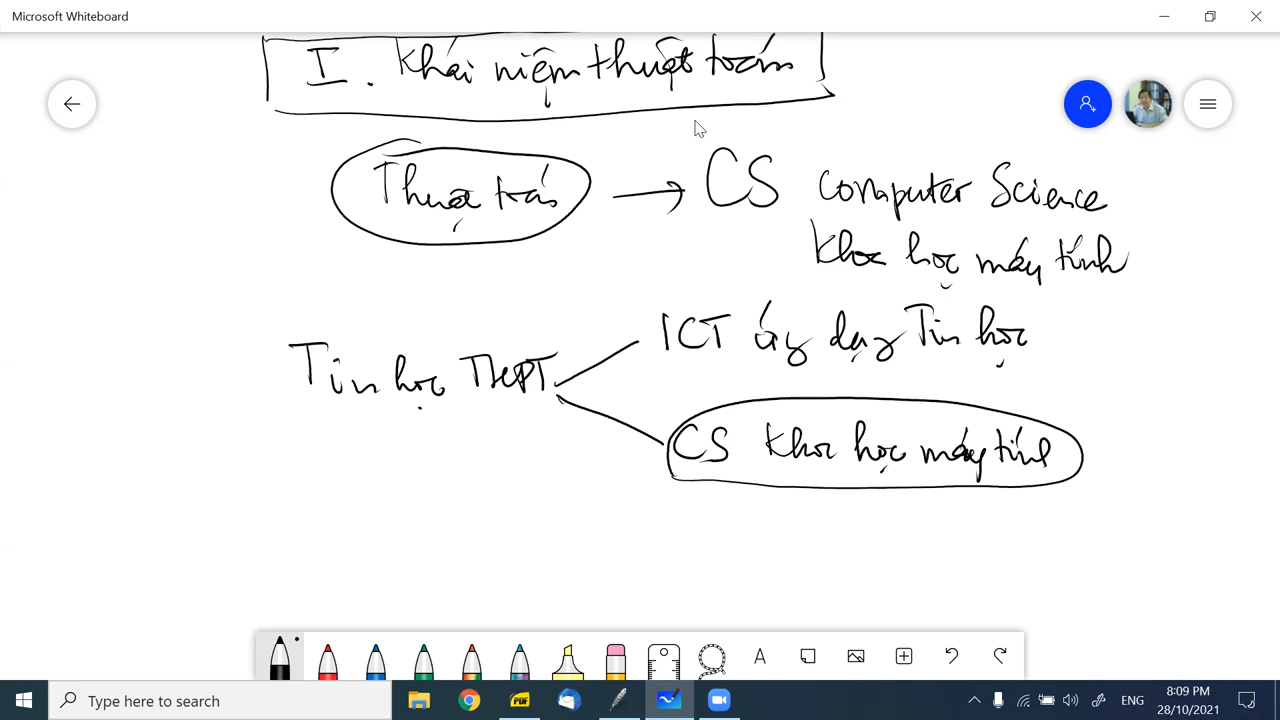 Microsoft Whiteboard
I. Khái niệm thuật toán
Thuật toán → CS Computer Science
Khoa học máy tính
ICT ứng dụng Tin học
Tin học THPT
CS Khoa học máy tính
Type here to search
PDF
ENG
8:09 PM
28/10/2021